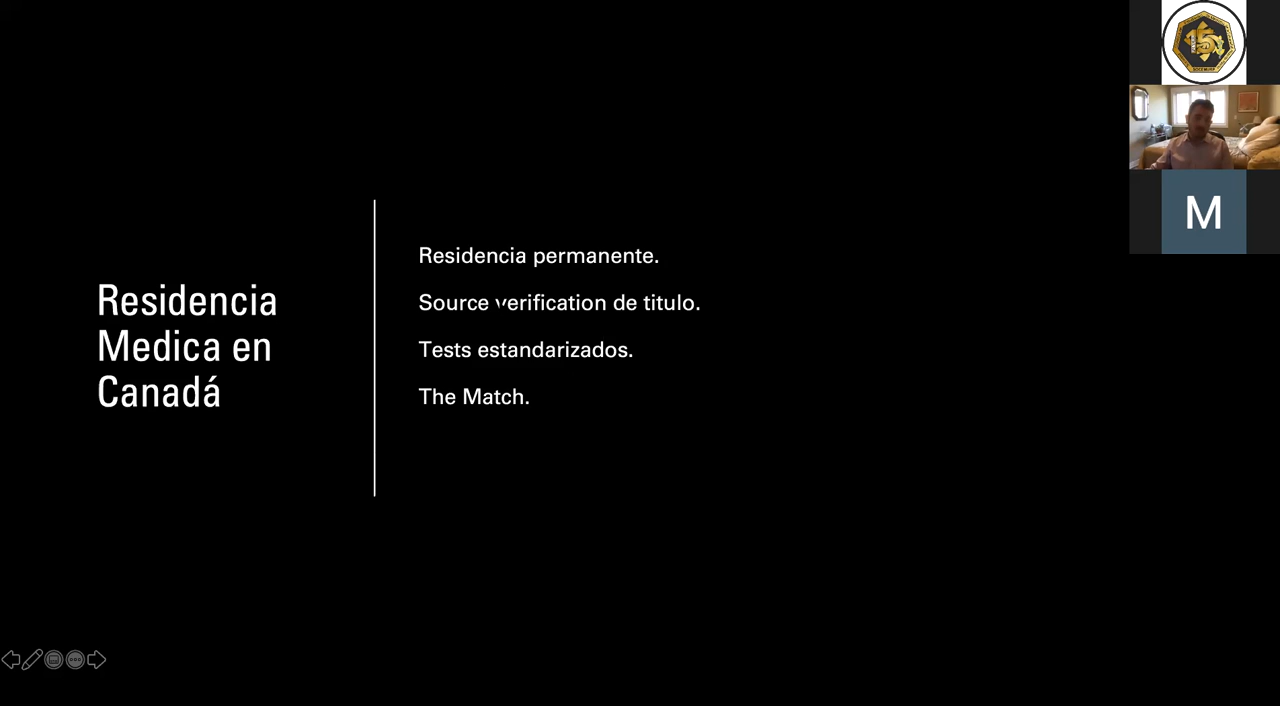 Residencia
Medica en
Canadá
Residencia permanente.
Source verification de titulo.
Tests estandarizados.
The Match.
M